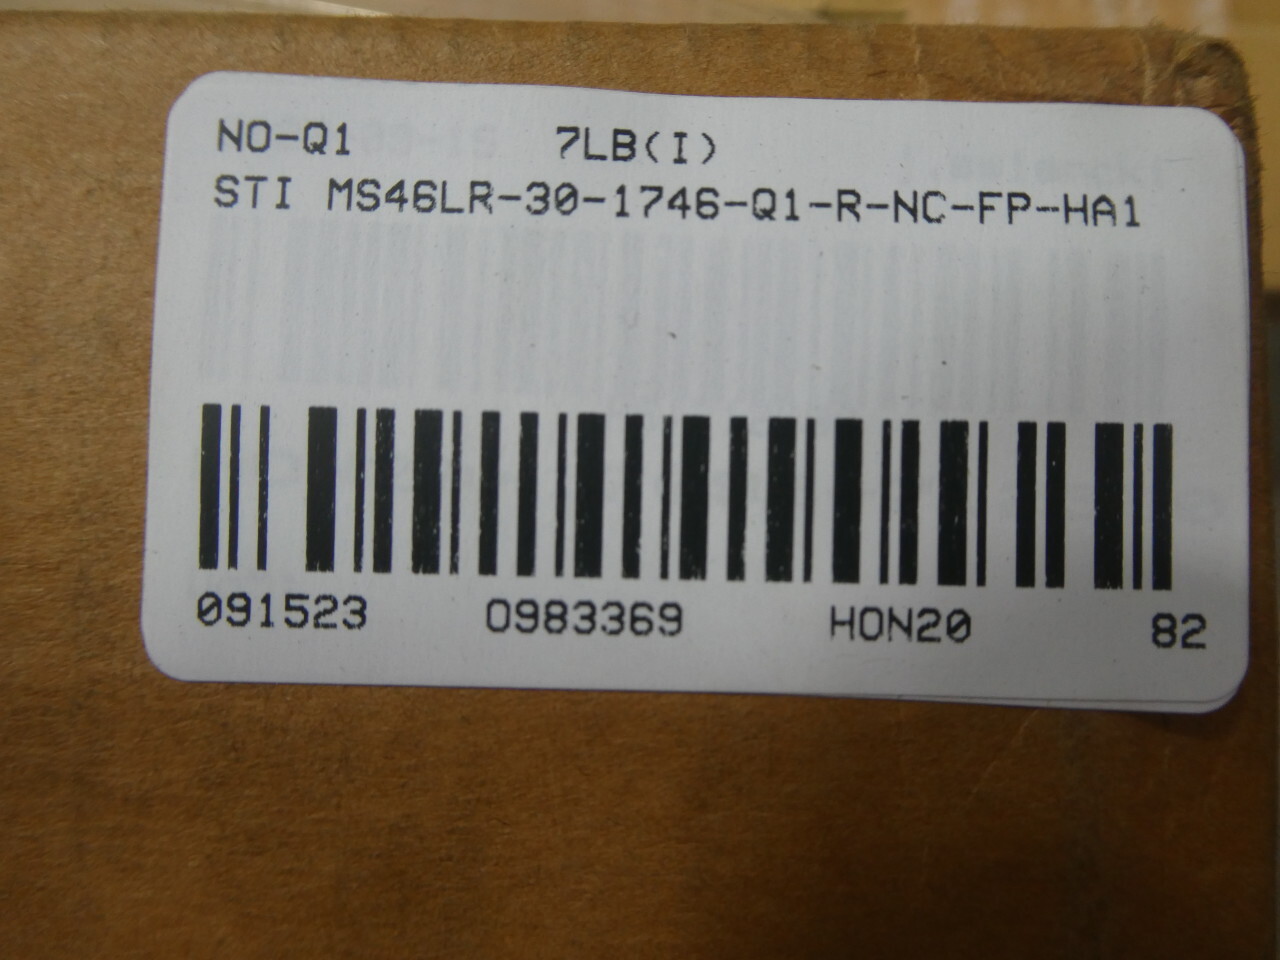 NO-Q1 7LB(I)
STI MS46LR-30-1746-Q1-R-NC-FP-HA1
091523 0983369 HON20 82